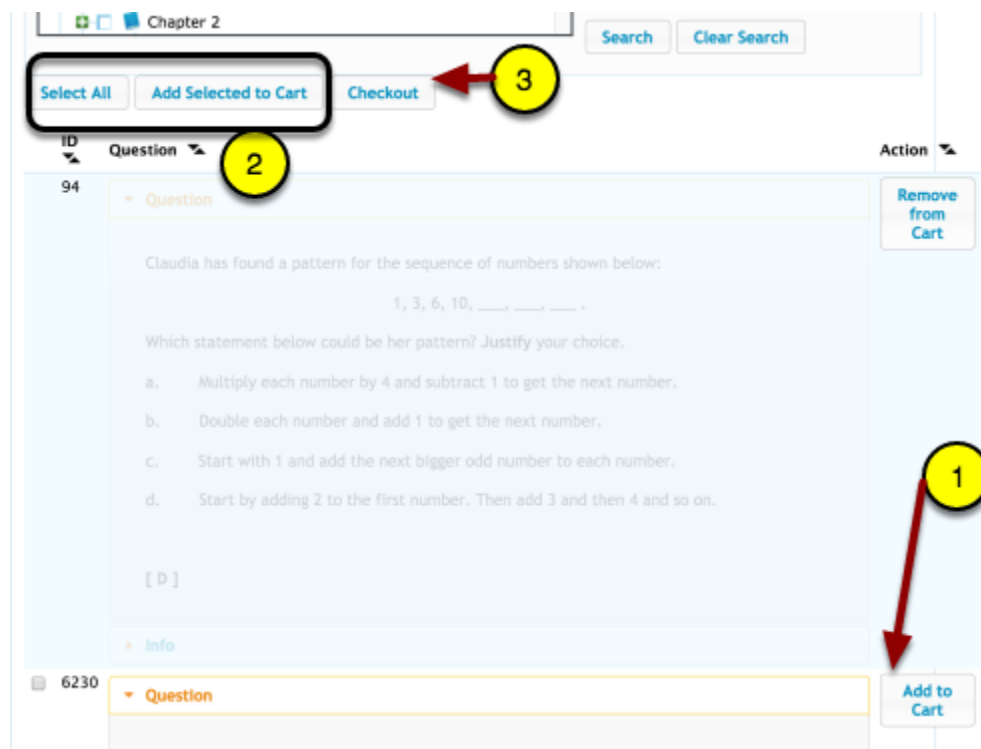 Chapter 2
Search Clear Search
3
Select All Add Selected to Cart Checkout
ID Question Action
2
94 Question Remove from Cart
Claudia has found a pattern for the sequence of numbers shown below:
1, 3, 6, 10, ___, ___, ___ .
Which statement below could be her pattern? Justify your choice.
a. Multiply each number by 4 and subtract 1 to get the next number.
b. Double each number and add 1 to get the next number.
c. Start with 1 and add the next bigger odd number to each number.
1
d. Start by adding 2 to the first number. Then add 3 and then 4 and so on.
[ D ]
Info
6230 Question Add to Cart